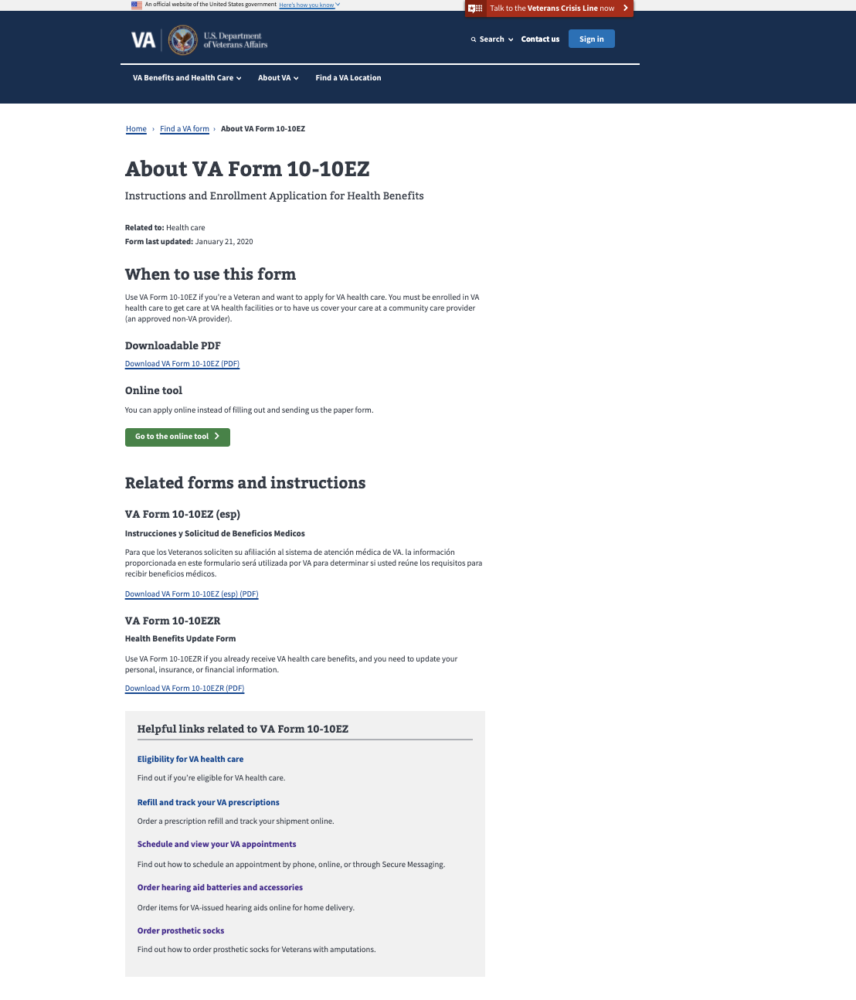 An official website of the United States government Here's how you know
Talk to the Veterans Crisis Line now
VA
U.S. Department
of Veterans Affairs
Search Contact us Sign in
VA Benefits and Health Care About VA Find a VA Location
Home › Find a VA form › About VA Form 10-10EZ
About VA Form 10-10EZ
Instructions and Enrollment Application for Health Benefits
Related to: Health care
Form last updated: January 21, 2020
When to use this form
Use VA Form 10-10EZ if you're a Veteran and want to apply for VA health care. You must be enrolled in VA
health care to get care at VA health facilities or to have us cover your care at a community care provider
(an approved non-VA provider).
Downloadable PDF
Download VA Form 10-10EZ (PDF)
Online tool
You can apply online instead of filling out and sending us the paper form.
Go to the online tool
Related forms and instructions
VA Form 10-10EZ (esp)
Instrucciones y Solicitud de Beneficios Medicos
Para que los Veteranos soliciten su afiliación al sistema de atención médica de VA. la información
proporcionada en este formulario será utilizada por VA para determinar si usted reúne los requisitos para
recibir beneficios médicos.
Download VA Form 10-10EZ (esp) (PDF)
VA Form 10-10EZR
Health Benefits Update Form
Use VA Form 10-10EZR if you already receive VA health care benefits, and you need to update your
personal, insurance, or financial information.
Download VA Form 10-10EZR (PDF)
Helpful links related to VA Form 10-10EZ
Eligibility for VA health care
Find out if you're eligible for VA health care.
Refill and track your VA prescriptions
Order a prescription refill and track your shipment online.
Schedule and view your VA appointments
Find out how to schedule an appointment by phone, online, or through Secure Messaging.
Order hearing aid batteries and accessories
Order items for VA-issued hearing aids online for home delivery.
Order prosthetic socks
Find out how to order prosthetic socks for Veterans with amputations.